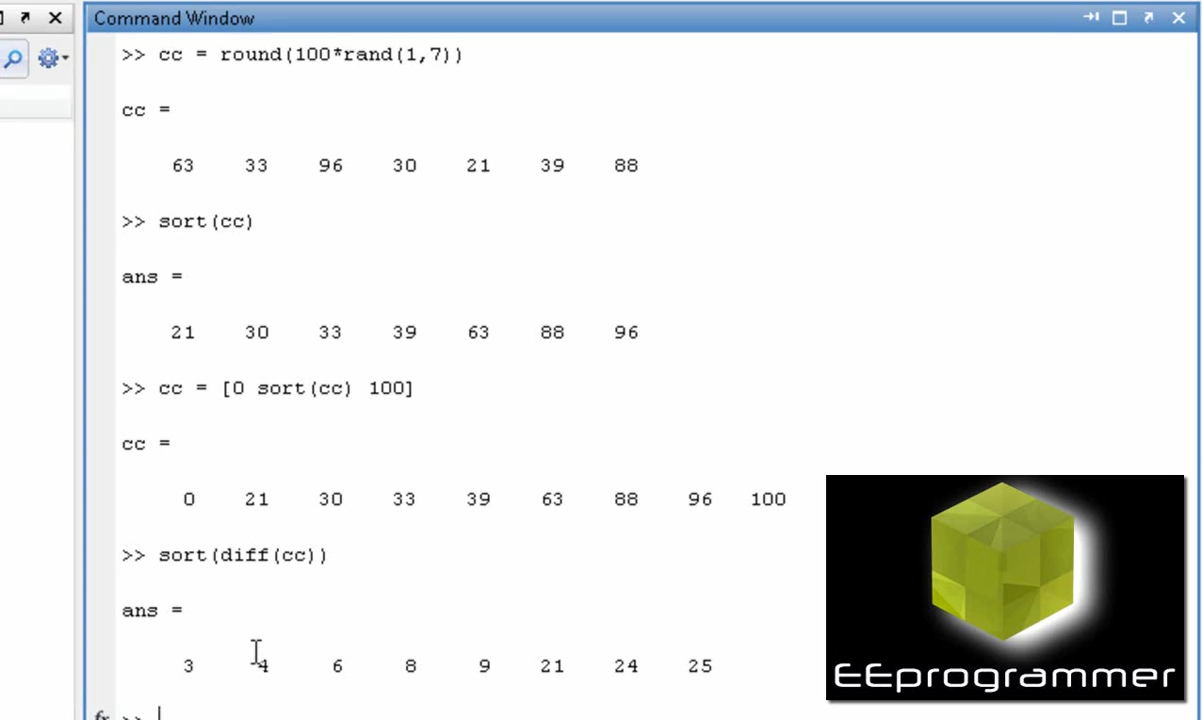 Command Window
>> cc = round(100*rand(1,7))
cc =
63 33 96 30 21 39 88
>> sort(cc)
ans =
21 30 33 39 63 88 96
>> cc = [0 sort(cc) 100]
cc =
0 21 30 33 39 63 88 96 100
>> sort(diff(cc))
ans =
3 4 6 8 9 21 24 25
fx >>
EEprogrammer